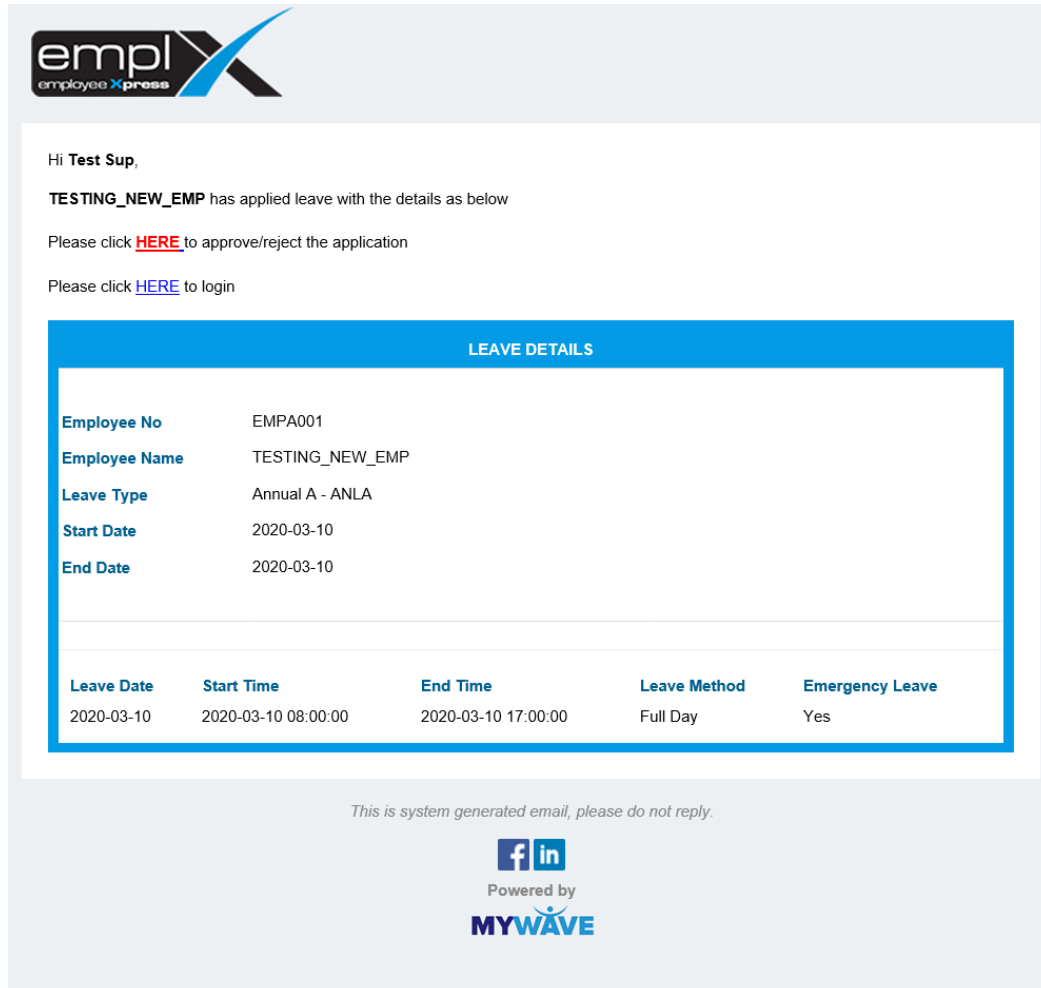 empl X
employee Xpress
Hi Test Sup,
TESTING_NEW_EMP has applied leave with the details as below
Please click HERE to approve/reject the application
Please click HERE to login
LEAVE DETAILS
Employee No EMPA001
Employee Name TESTING_NEW_EMP
Leave Type Annual A - ANLA
Start Date 2020-03-10
End Date 2020-03-10
Leave Date Start Time End Time Leave Method Emergency Leave
2020-03-10 2020-03-10 08:00:00 2020-03-10 17:00:00 Full Day Yes
This is system generated email, please do not reply.
f in
Powered by
MYWAVE